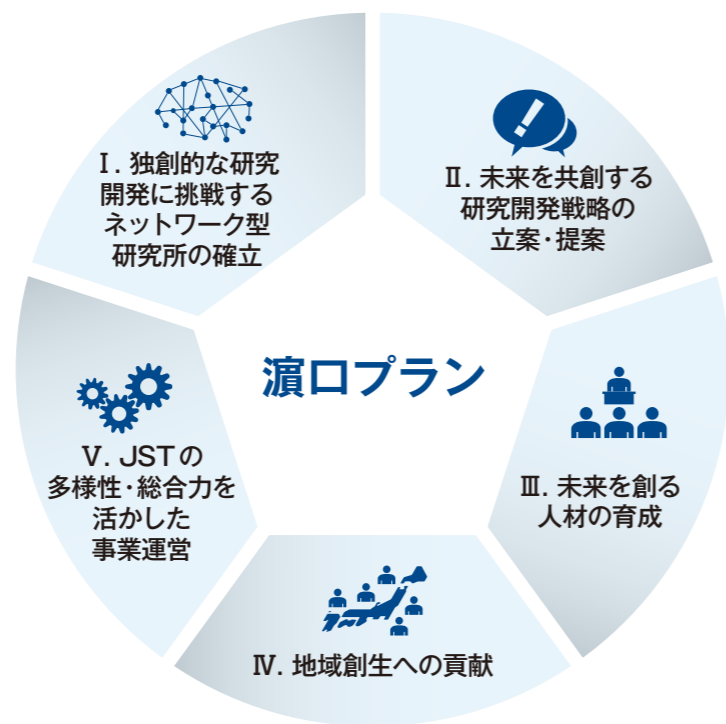 Ⅰ. 独創的な研究
開発に挑戦する
ネットワーク型
研究所の確立
Ⅱ. 未来を共創する
研究開発戦略の
立案・提案
濵口プラン
Ⅲ. 未来を創る
人材の育成
Ⅳ. 地域創生への貢献
Ⅴ. JSTの
多様性・総合力を
活かした
事業運営